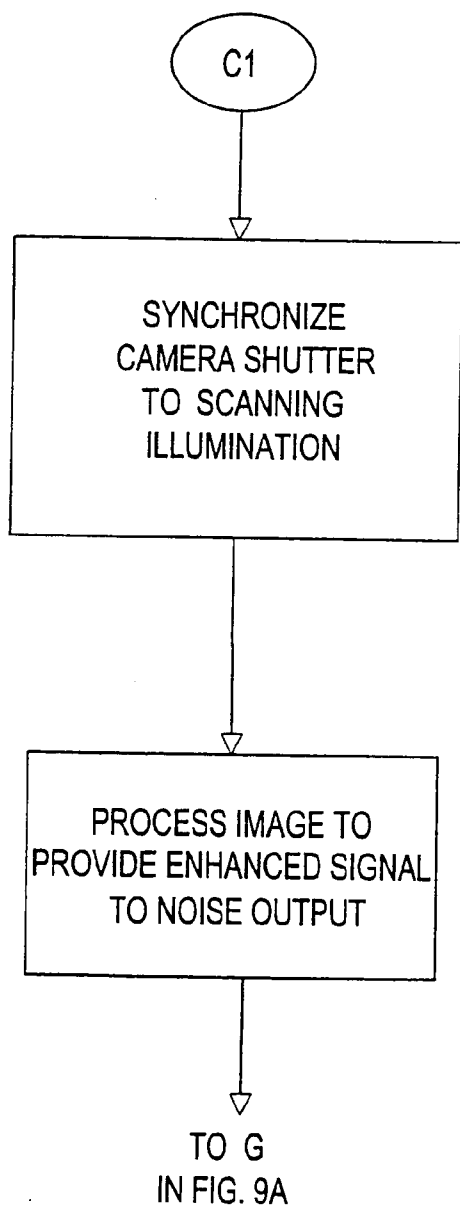 C1
SYNCHRONIZE
CAMERA SHUTTER
TO SCANNING
ILLUMINATION
PROCESS IMAGE TO
PROVIDE ENHANCED SIGNAL
TO NOISE OUTPUT
TO G
IN FIG. 9A